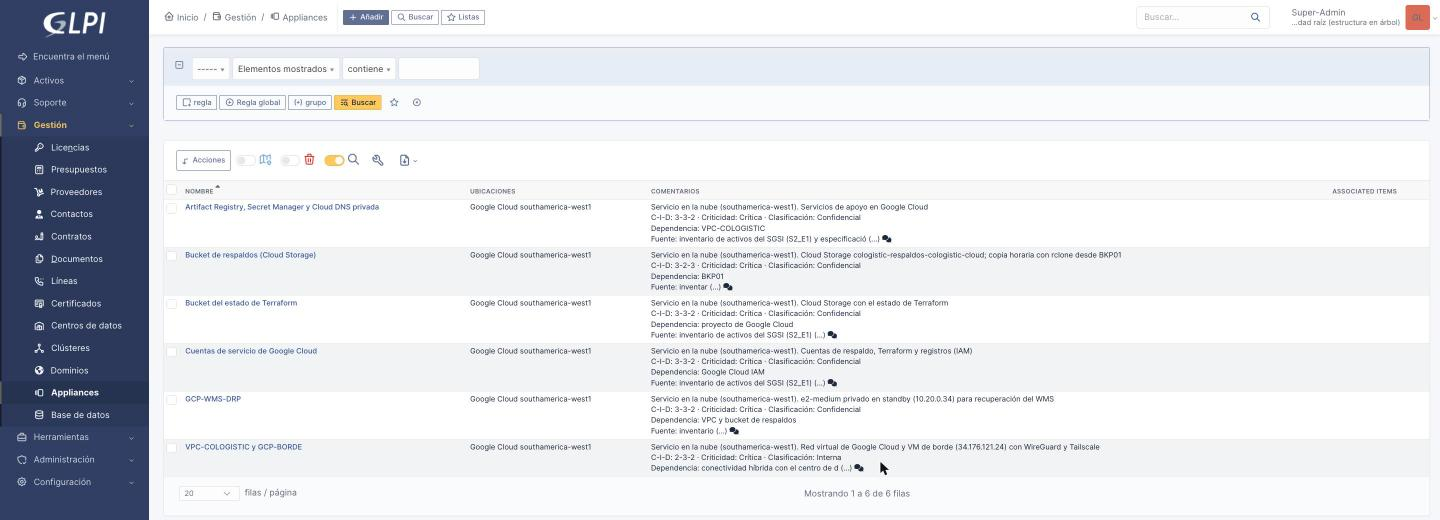 GLPI
Inicio / Gestión / Appliances
Añadir
Buscar
Listas
Buscar...
Super-Admin
...dad raíz (estructura en árbol)
GL
Encuentra el menú
Activos
Soporte
Gestión
Licencias
Presupuestos
Proveedores
Contactos
Contratos
Documentos
Líneas
Certificados
Centros de datos
Clústeres
Dominios
Appliances
Base de datos
Herramientas
Administración
Configuración
----- Elementos mostrados contiene
regla
Regla global
(+) grupo
Buscar
Acciones
NOMBRE UBICACIONES COMENTARIOS ASSOCIATED ITEMS
Artifact Registry, Secret Manager y Cloud DNS privada Google Cloud southamerica-west1 Servicio en la nube (southamerica-west1). Servicios de apoyo en Google Cloud
C-I-D: 3-3-2 · Criticidad: Crítica · Clasificación: Confidencial
Dependencia: VPC-COLOGISTIC
Fuente: inventario de activos del SGSI (S2_E1) y especificació (...)
Bucket de respaldos (Cloud Storage) Google Cloud southamerica-west1 Servicio en la nube (southamerica-west1). Cloud Storage cologistic-respaldos-cologistic-cloud; copia horaria con rclone desde BKP01
C-I-D: 3-2-3 · Criticidad: Crítica · Clasificación: Confidencial
Dependencia: BKP01
Fuente: inventar (...)
Bucket del estado de Terraform Google Cloud southamerica-west1 Servicio en la nube (southamerica-west1). Cloud Storage con el estado de Terraform
C-I-D: 3-3-2 · Criticidad: Crítica · Clasificación: Confidencial
Dependencia: proyecto de Google Cloud
Fuente: inventario de activos del SGSI (S2_E1) (...)
Cuentas de servicio de Google Cloud Google Cloud southamerica-west1 Servicio en la nube (southamerica-west1). Cuentas de respaldo, Terraform y registros (IAM)
C-I-D: 3-3-2 · Criticidad: Crítica · Clasificación: Confidencial
Dependencia: Google Cloud IAM
Fuente: inventario de activos del SGSI (S2_E1) (...)
GCP-WMS-DRP Google Cloud southamerica-west1 Servicio en la nube (southamerica-west1). e2-medium privado en standby (10.20.0.34) para recuperación del WMS
C-I-D: 3-3-2 · Criticidad: Crítica · Clasificación: Confidencial
Dependencia: VPC y bucket de respaldos
Fuente: inventario (...)
VPC-COLOGISTIC y GCP-BORDE Google Cloud southamerica-west1 Servicio en la nube (southamerica-west1). Red virtual de Google Cloud y VM de borde (34.176.121.24) con WireGuard y Tailscale
C-I-D: 2-3-2 · Criticidad: Crítica · Clasificación: Interna
Dependencia: conectividad híbrida con el centro de d (...)
20 filas / página
Mostrando 1 a 6 de 6 filas